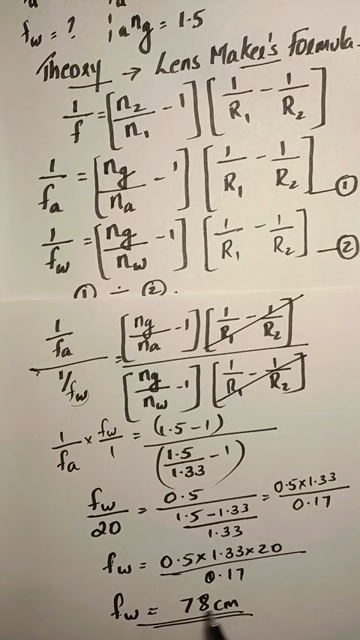 fw = ? ; ang = 1.5
Theory → Lens Maker's Formula.
1/f = [n2/n1 - 1] [1/R1 - 1/R2]
1/fa = [ng/na - 1] [1/R1 - 1/R2] — ①
1/fw = [ng/nw - 1] [1/R1 - 1/R2] — ②
① ÷ ②.
(1/fa)/(1/fw) = [ng/na - 1] [1/R1 - 1/R2] / [ng/nw - 1] [1/R1 - 1/R2]
1/fa × fw/1 = (1.5 - 1) / (1.5/1.33 - 1)
fw/20 = 0.5 / ((1.5 - 1.33)/1.33) = 0.5 × 1.33 / 0.17
fw = 0.5 × 1.33 × 20 / 0.17
fw = 78 cm